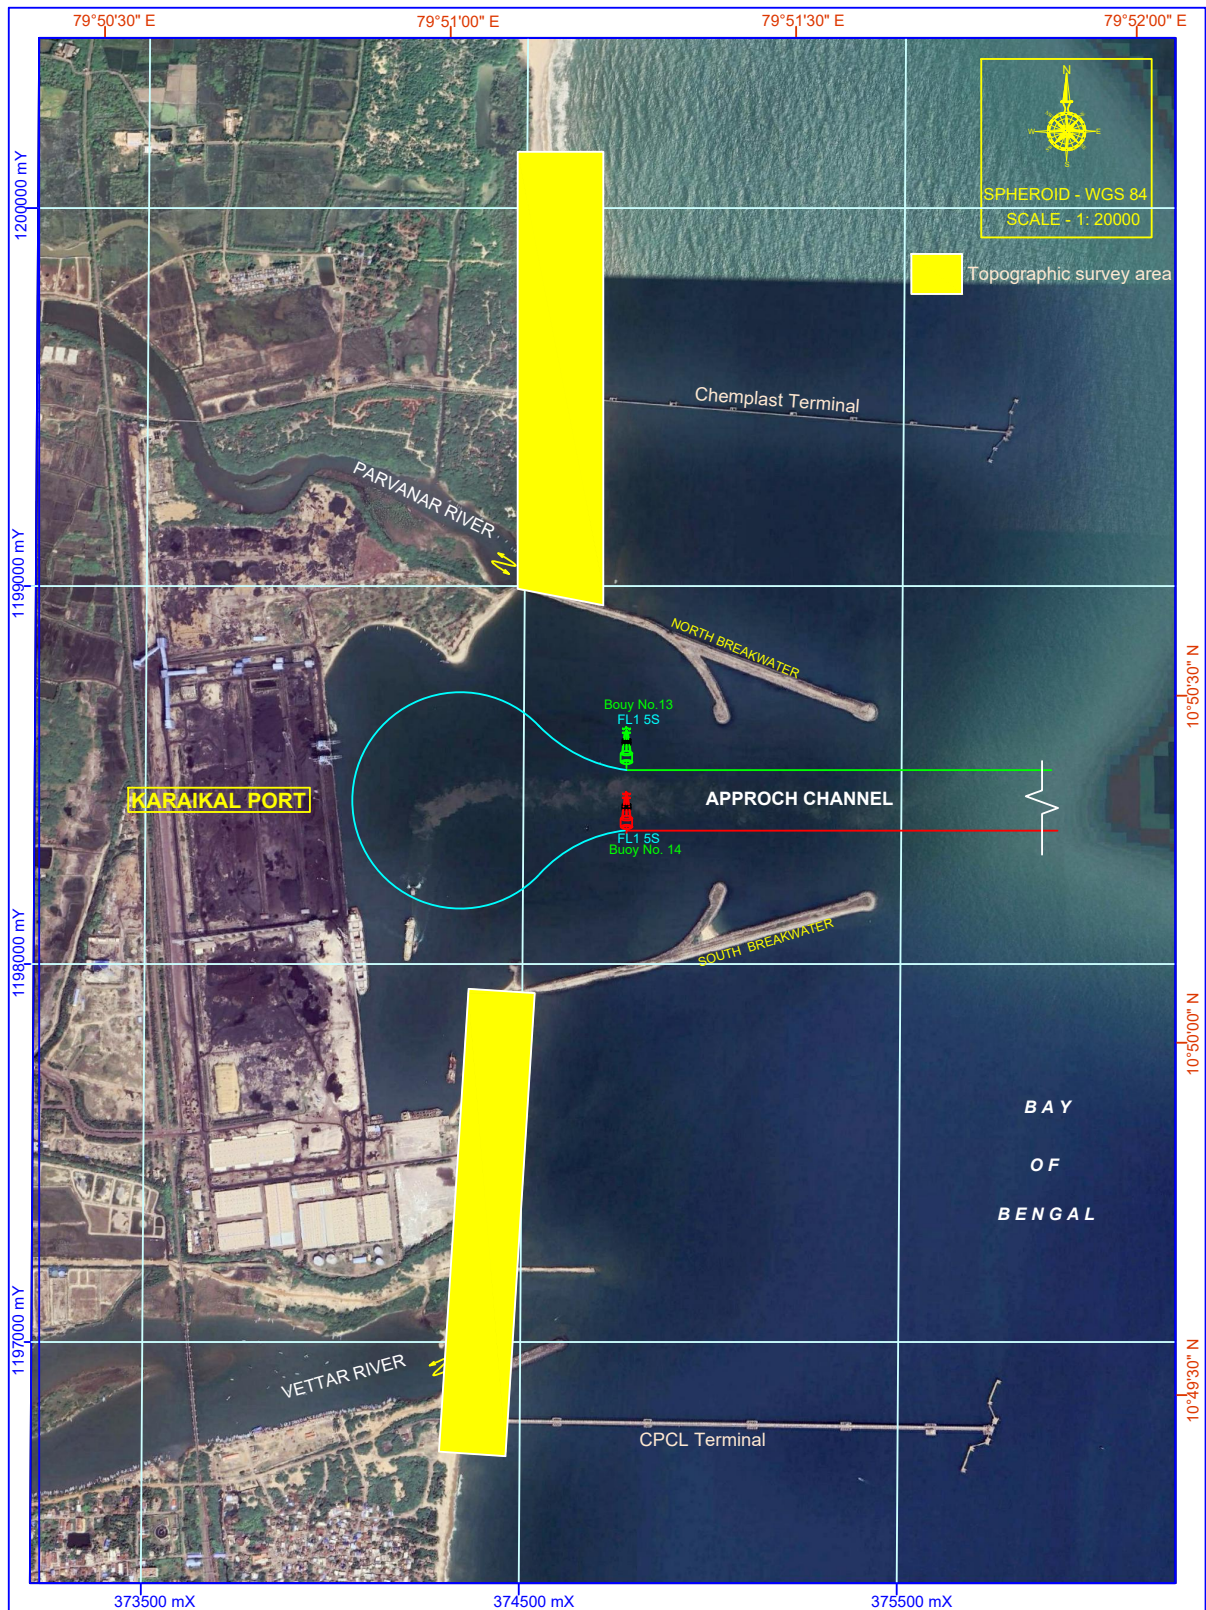 79°50'30" E
79°51'00" E
79°51'30" E
79°52'00" E
N
W
E
S
SPHEROID - WGS 84
SCALE - 1: 20000
1200000 mY
Topographic survey area
Chemplast Terminal
PARVANAR RIVER
1199000 mY
NORTH BREAKWATER
10°50'30" N
Bouy No.13
FL1 5S
KARAIKAL PORT
APPROCH CHANNEL
FL1 5S
Buoy No. 14
SOUTH BREAKWATER
1198000 mY
10°50'00" N
BAY
OF
BENGAL
1197000 mY
VETTAR RIVER
10°49'30" N
CPCL Terminal
373500 mX
374500 mX
375500 mX